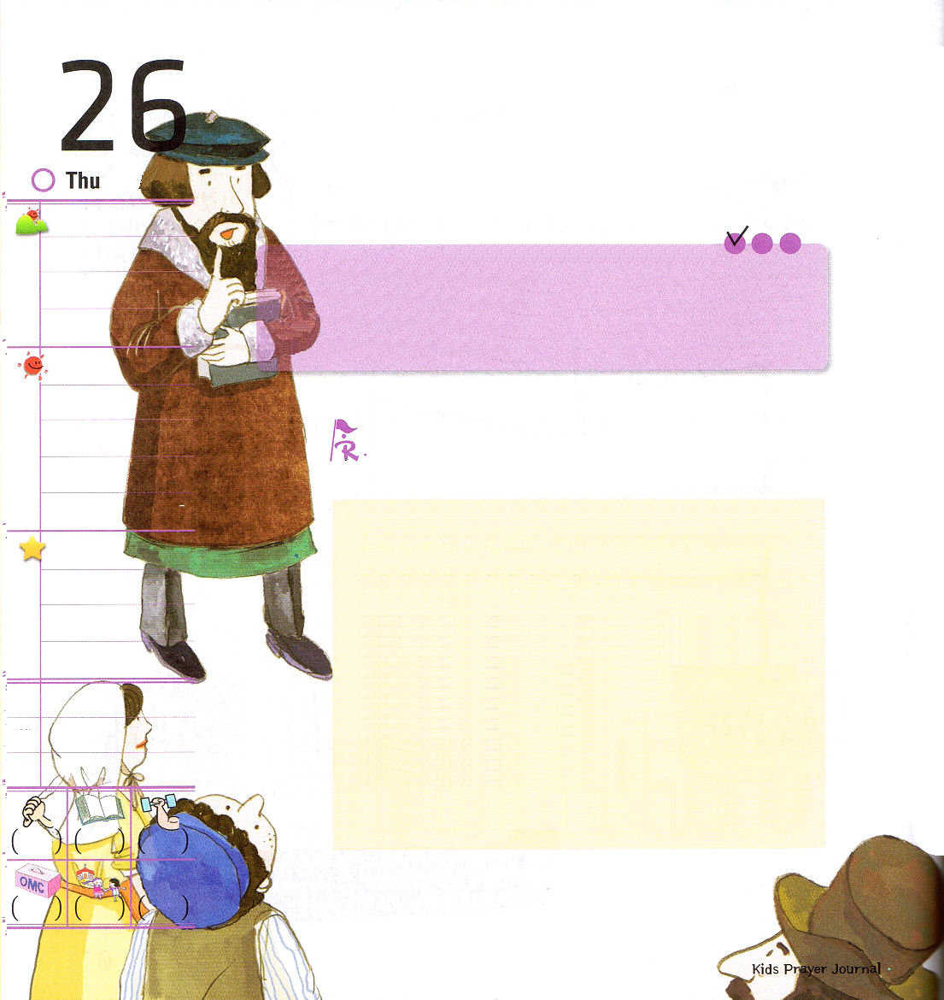 26
Thu
R
( ) ( ) ( )
OMC
( ) ( ) ( )
Kids Prayer Journal